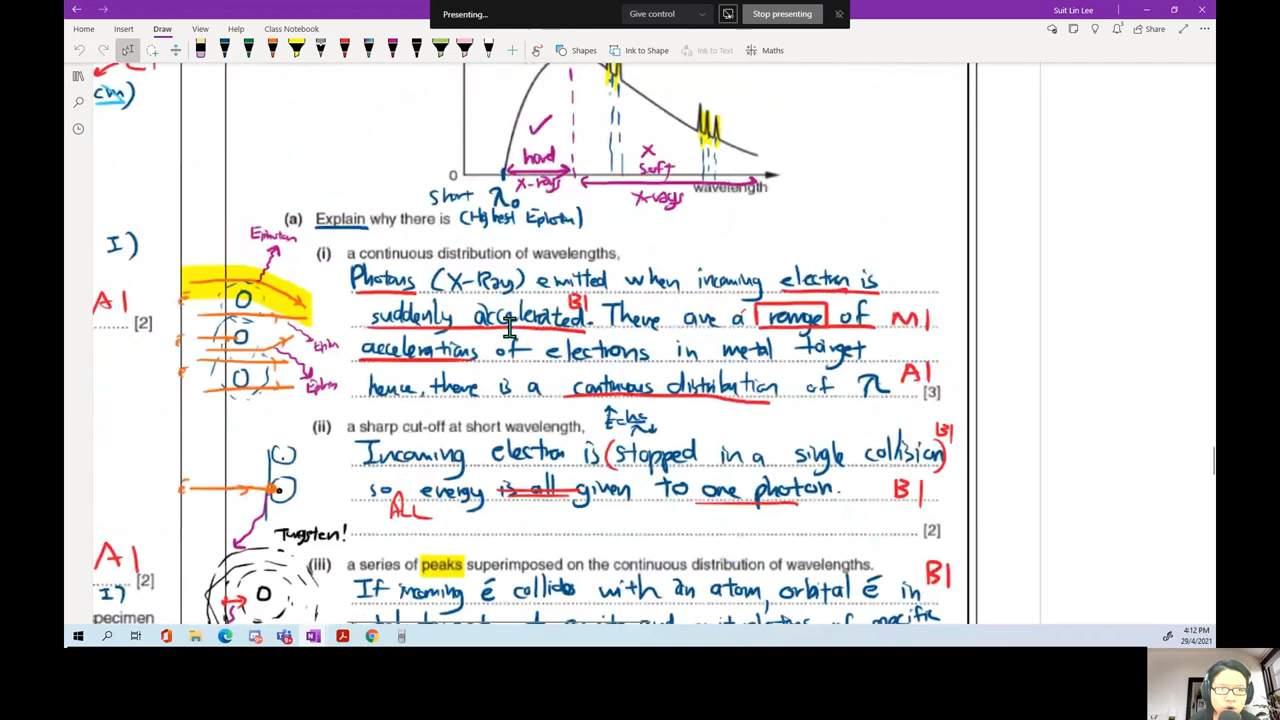 Presenting...
Give control
Stop presenting
Suit Lin Lee
Home
Insert
Draw
View
Help
Class Notebook
Share
Shapes
Ink to Shape
Ink to Text
Maths
cm)
0
✓
hard
X-rays
X
Soft
X-rays
wavelength
Short λ₀
(Highest Ephoton)
(a) Explain why there is
I)
Ephoton
(i) a continuous distribution of wavelengths,
Photons (X-Ray) emitted when incoming electron is
suddenly accelerated. There are a range of
B1
M1
A1
[2]
accelerations of electrons in metal target
hence, there is a continuous distribution of λ
A1
[3]
(ii) a sharp cut-off at short wavelength,
Incoming electron is (stopped in a single collision)
B1
so energy is all given to one photon.
B1
ALL
[2]
Tungsten!
(iii) a series of peaks superimposed on the continuous distribution of wavelengths.
B1
A1
[2]
If incoming é collides with an atom, orbital é in
specimen
4:12 PM
29/4/2021